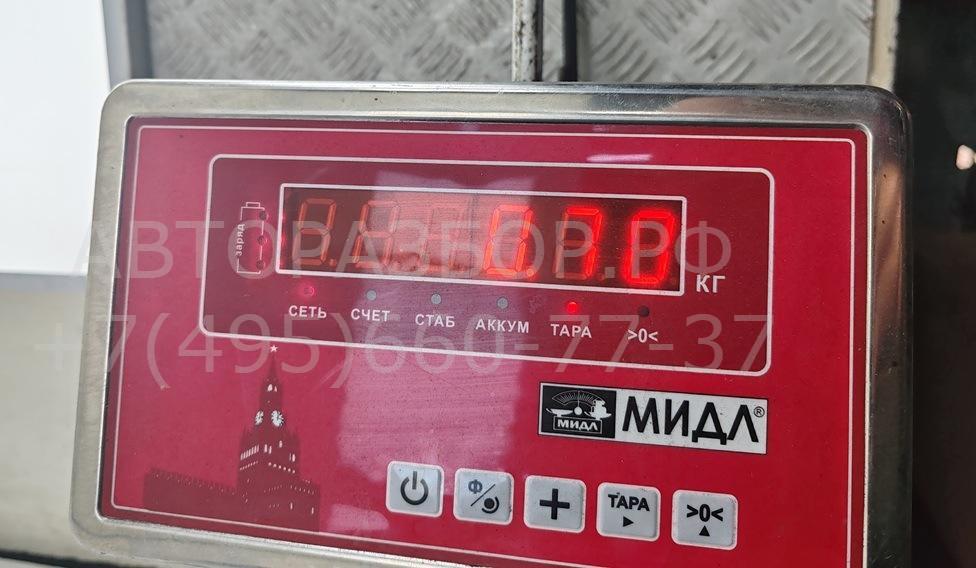 АВТОРАЗБОР.РФ
+7(495)660-77-37
заряд
0.70
КГ
СЕТЬ СЧЕТ СТАБ АККУМ ТАРА >0<
МИДЛ МИДЛ®
Ф
ТАРА >0<